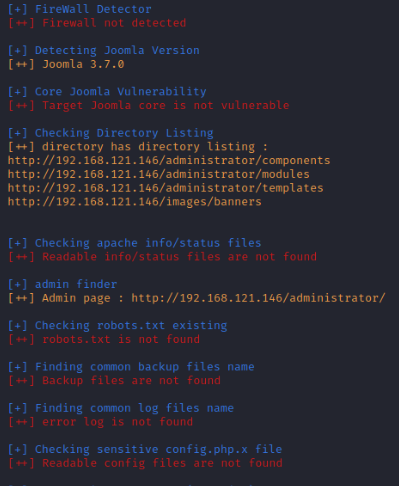 [+] FireWall Detector
[++] Firewall not detected
[+] Detecting Joomla Version
[++] Joomla 3.7.0
[+] Core Joomla Vulnerability
[++] Target Joomla core is not vulnerable
[+] Checking Directory Listing
[++] directory has directory listing :
http://192.168.121.146/administrator/components
http://192.168.121.146/administrator/modules
http://192.168.121.146/administrator/templates
http://192.168.121.146/images/banners
[+] Checking apache info/status files
[++] Readable info/status files are not found
[+] admin finder
[++] Admin page : http://192.168.121.146/administrator/
[+] Checking robots.txt existing
[++] robots.txt is not found
[+] Finding common backup files name
[++] Backup files are not found
[+] Finding common log files name
[++] error log is not found
[+] Checking sensitive config.php.x file
[++] Readable config files are not found